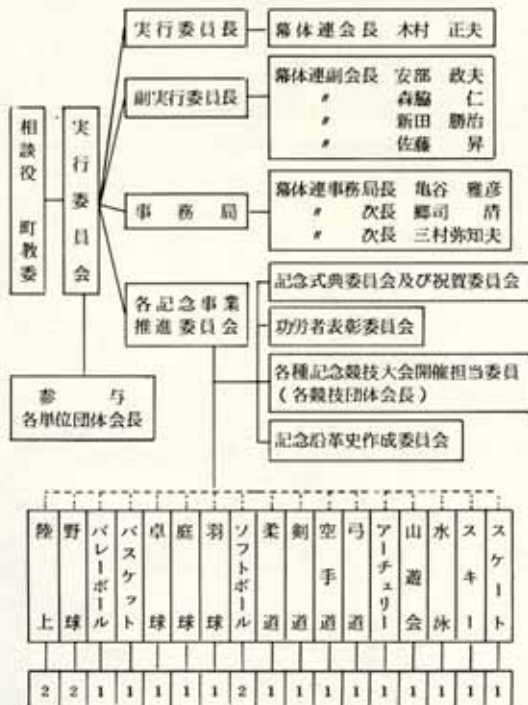 実行委員長
幕体連会長 木村 正夫
副実行委員長
幕体連副会長 安部 政夫
〃 森脇 仁
〃 新田 勝治
〃 佐藤 昇
相談役 町教委
実行委員会
事務局
幕体連事務局長 亀谷 雅彦
〃 次長 郷司 清
〃 次長 三村弥知夫
各記念事業
推進委員会
記念式典委員会及び祝賀委員会
功労者表彰委員会
各種記念競技大会開催担当委員
(各競技団体会長)
記念沿革史作成委員会
参与
各単位団体会長
陸上
野球
バレーボール
バスケット
卓球
庭球
羽球
ソフトボール
柔道
剣道
空手道
弓道
アーチェリー
山遊会
水泳
スキー
スケート
2 2 1 1 1 1 1 2 1 1 1 1 1 1 1 1 1